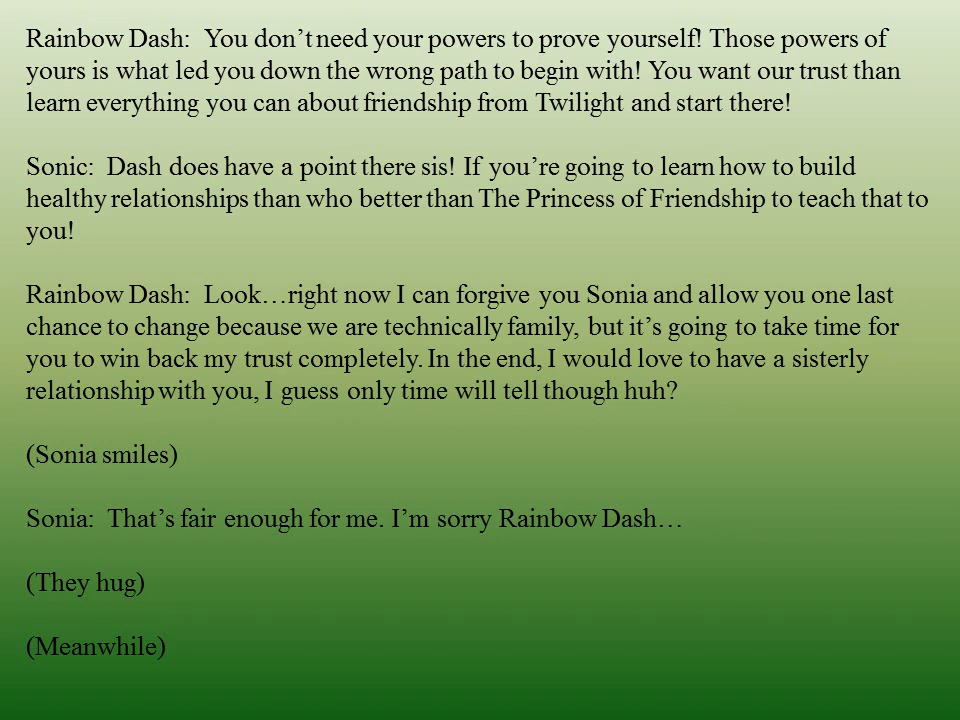 Rainbow Dash:  You don’t need your powers to prove yourself! Those powers of
yours is what led you down the wrong path to begin with! You want our trust than
learn everything you can about friendship from Twilight and start there!
Sonic:  Dash does have a point there sis! If you’re going to learn how to build
healthy relationships than who better than The Princess of Friendship to teach that to
you!
Rainbow Dash:  Look…right now I can forgive you Sonia and allow you one last
chance to change because we are technically family, but it’s going to take time for
you to win back my trust completely. In the end, I would love to have a sisterly
relationship with you, I guess only time will tell though huh?
(Sonia smiles)
Sonia:  That’s fair enough for me. I’m sorry Rainbow Dash…
(They hug)
(Meanwhile)